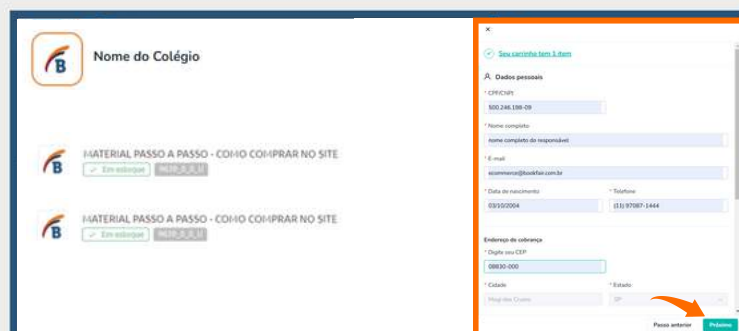 Nome do Colégio
B
MATERIAL PASSO A PASSO - COMO COMPRAR NO SITE
Em estoque
B
MATERIAL PASSO A PASSO - COMO COMPRAR NO SITE
Em estoque
B
×
Seu carrinho tem 1 item
Dados pessoais
* CPF/CNPJ
500.246.198-09
* Nome completo
nome completo do responsável
* E-mail
ecommerce@bookfair.com.br
* Data de nascimento
* Telefone
03/10/2004
(11) 97087-1444
Endereço de cobrança
* Digite seu CEP
08830-000
* Cidade
* Estado
Mogi das Cruzes
SP
Passo anterior
Próximo